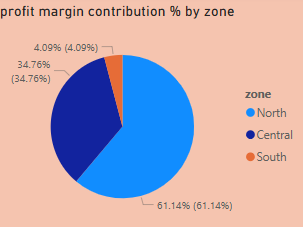 profit margin contribution % by zone
4.09% (4.09%)
34.76%
(34.76%)
zone
North
Central
South
61.14% (61.14%)